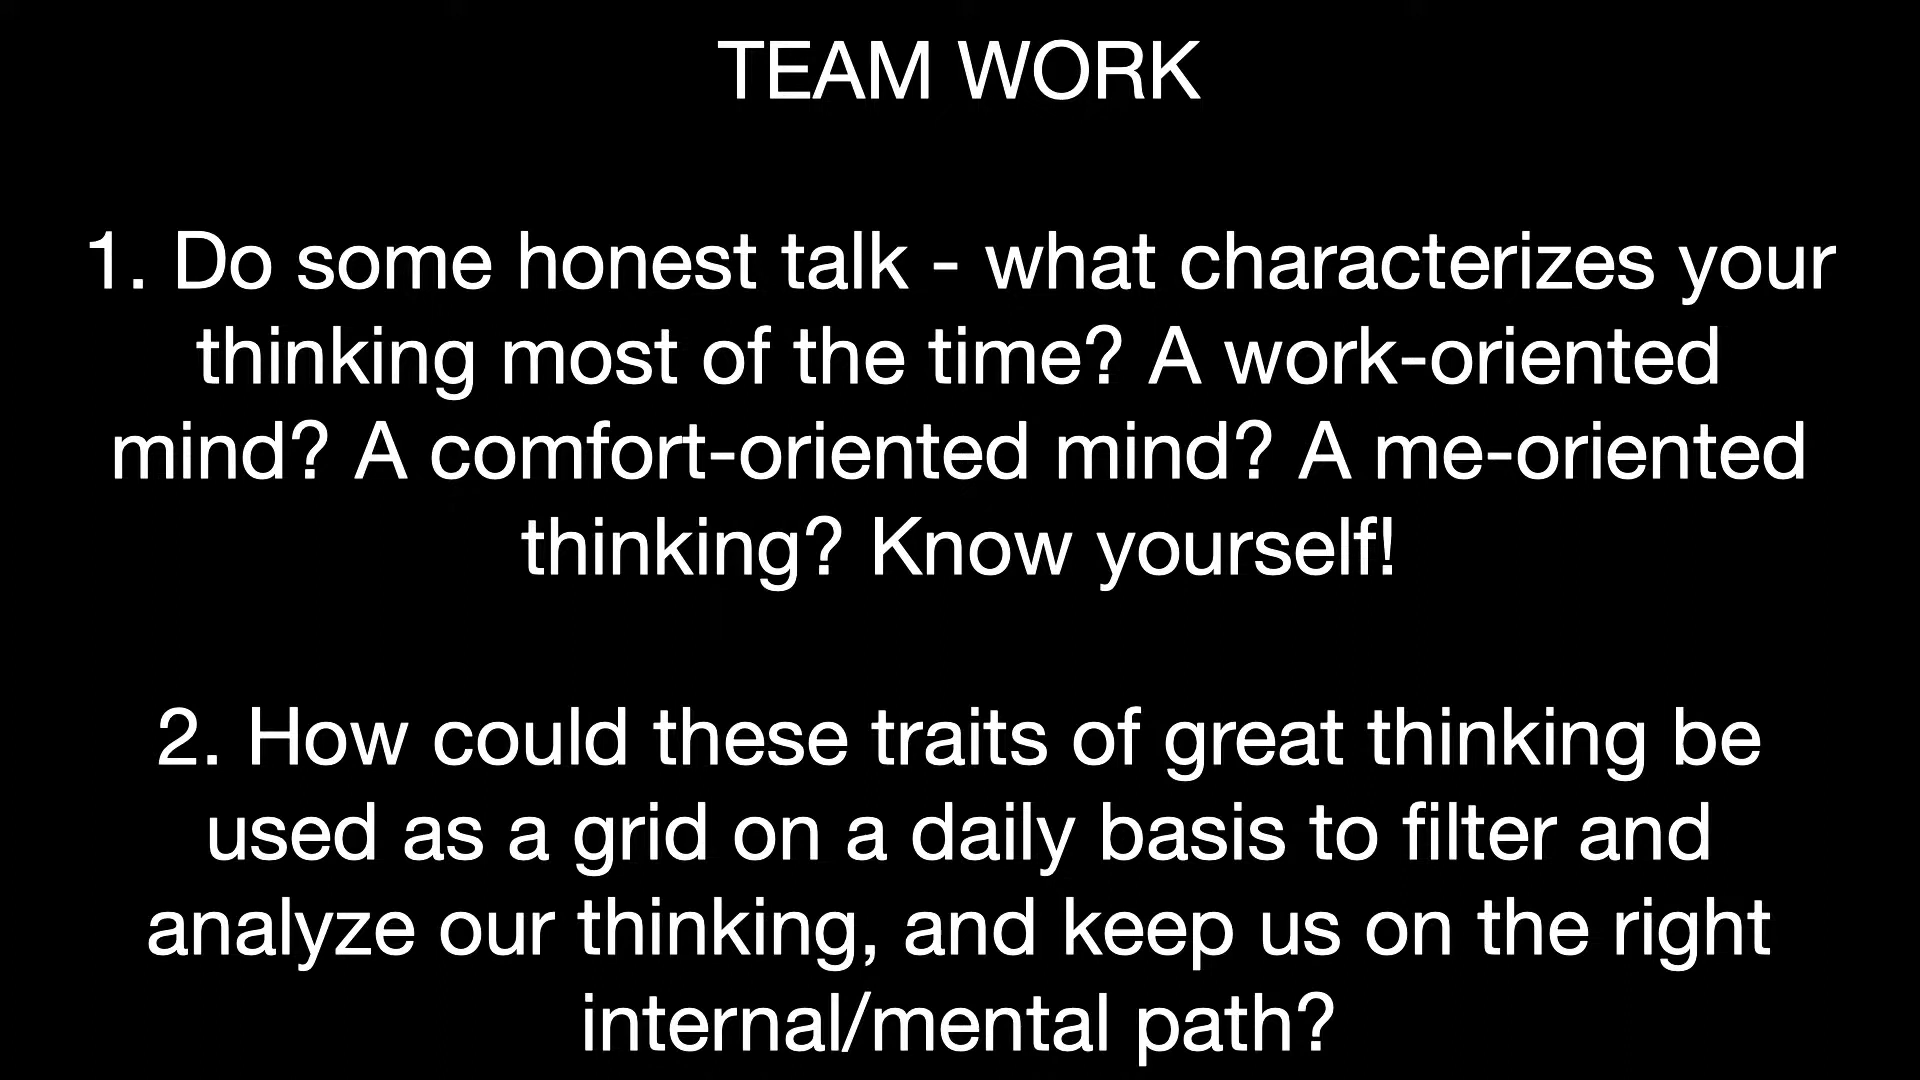 TEAM WORK
1. Do some honest talk - what characterizes your
thinking most of the time? A work-oriented
mind? A comfort-oriented mind? A me-oriented
thinking? Know yourself!
2. How could these traits of great thinking be
used as a grid on a daily basis to filter and
analyze our thinking, and keep us on the right
internal/mental path?